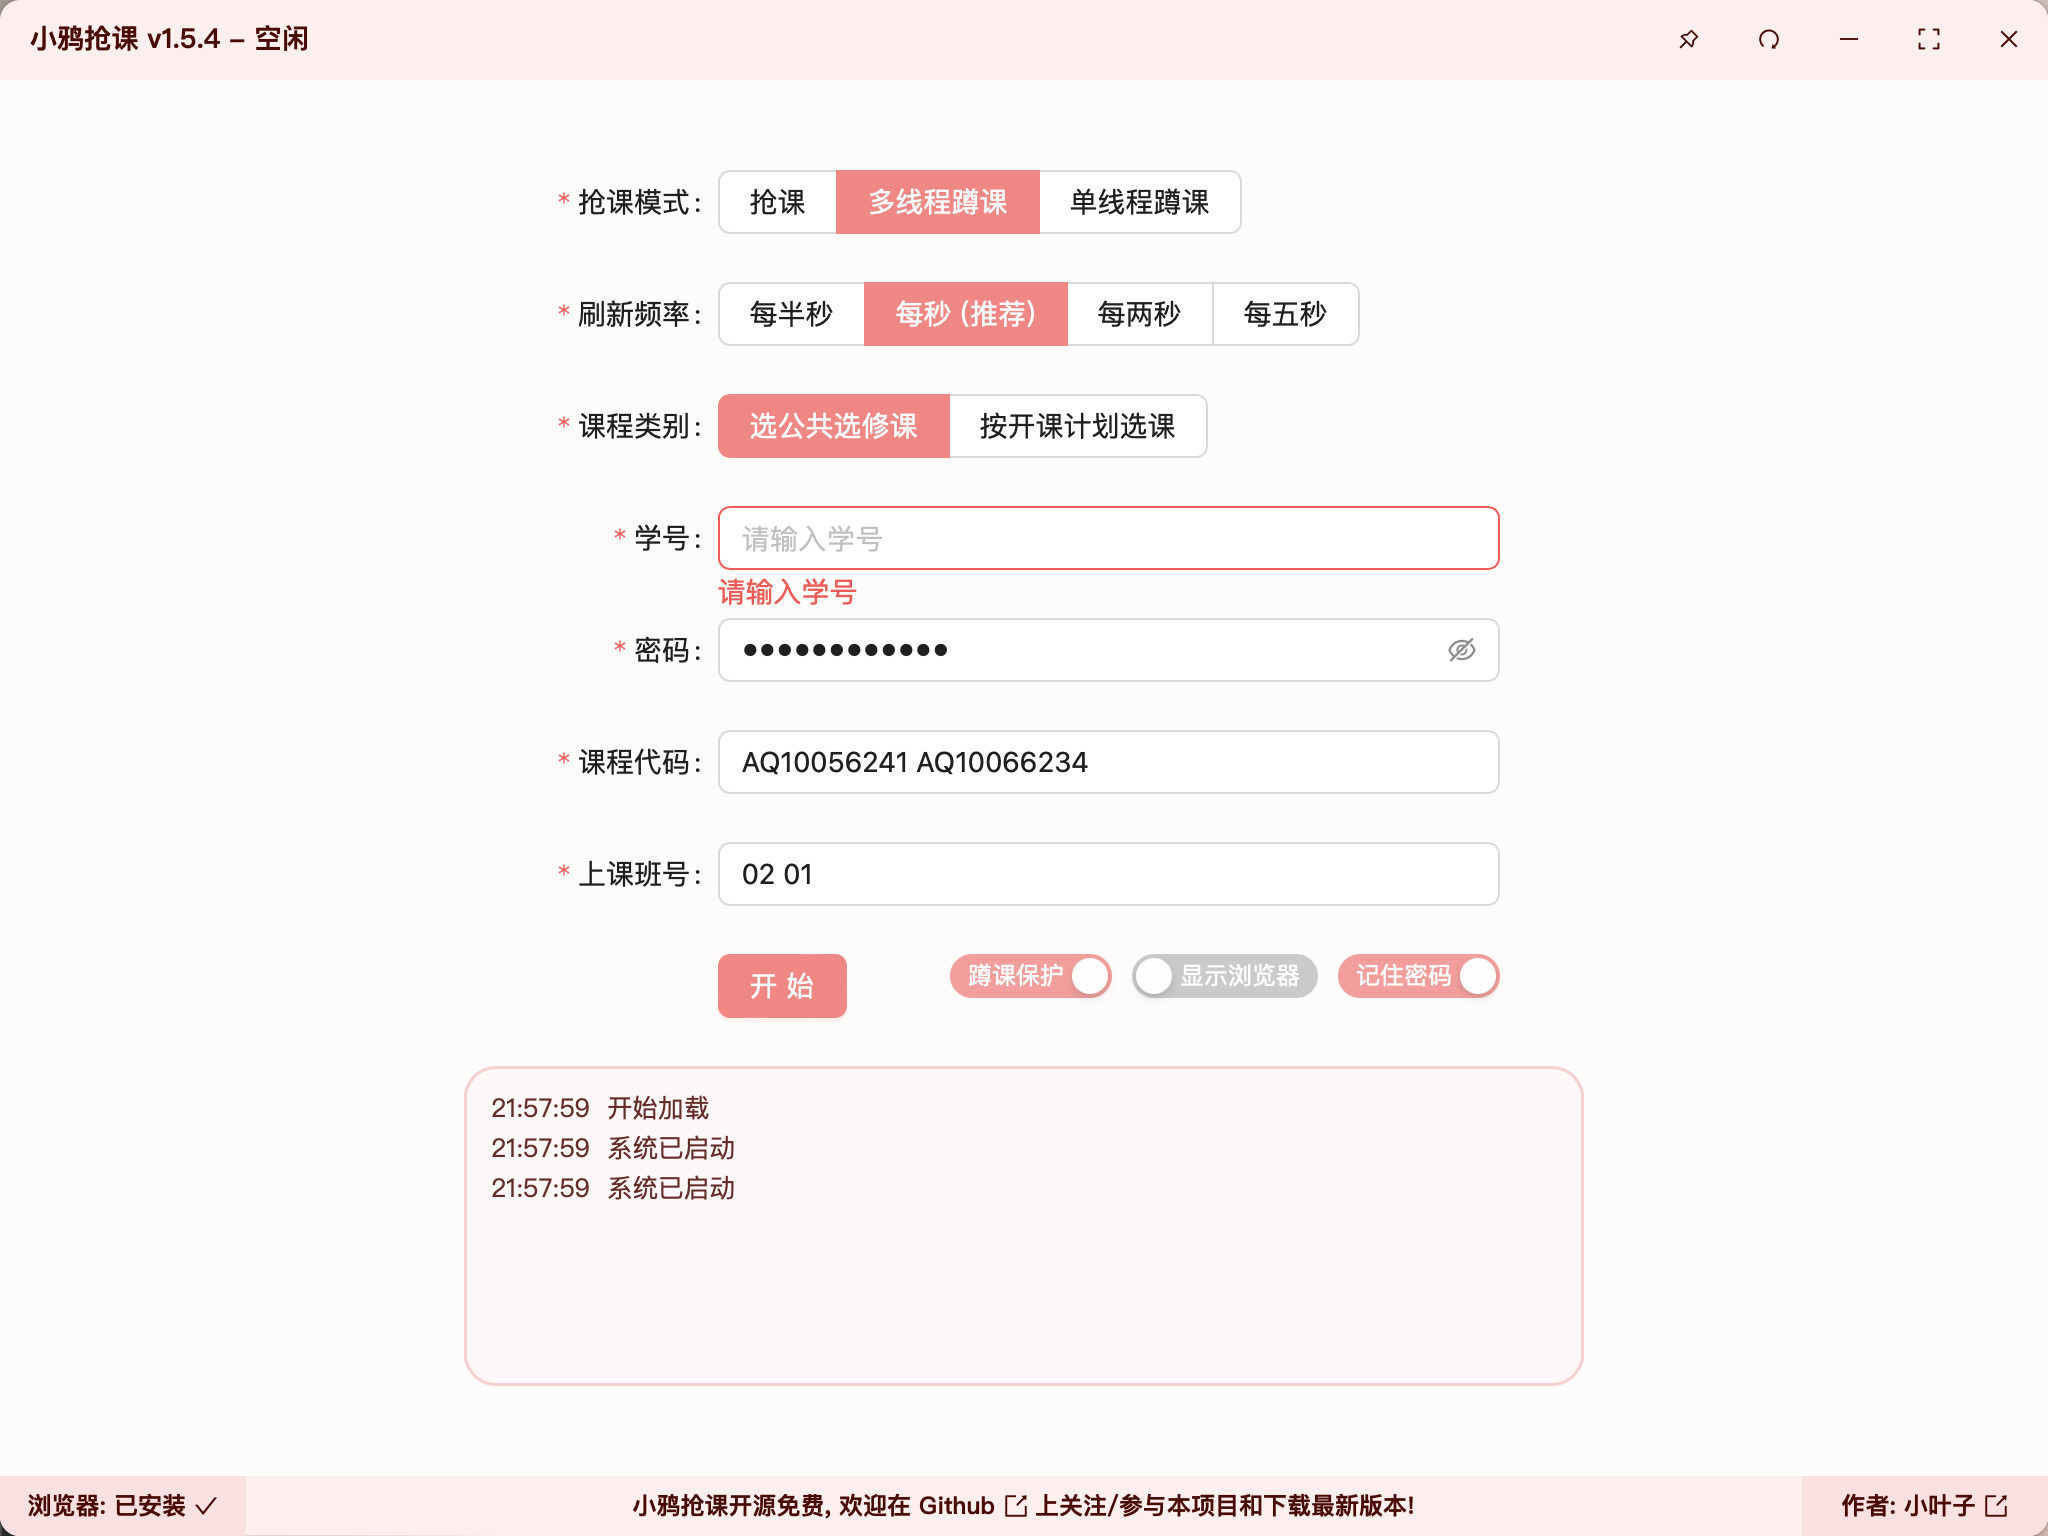 小鸦抢课 v1.5.4 – 空闲
* 抢课模式: 抢课 多线程蹲课 单线程蹲课
* 刷新频率: 每半秒 每秒 (推荐) 每两秒 每五秒
* 课程类别: 选公共选修课 按开课计划选课
* 学号: 请输入学号
请输入学号
* 密码: ••••••••••••
* 课程代码: AQ10056241 AQ10066234
* 上课班号: 02 01
开 始 蹲课保护 显示浏览器 记住密码
21:57:59 开始加载
21:57:59 系统已启动
21:57:59 系统已启动
浏览器: 已安装 小鸦抢课开源免费, 欢迎在 Github 上关注/参与本项目和下载最新版本! 作者: 小叶子